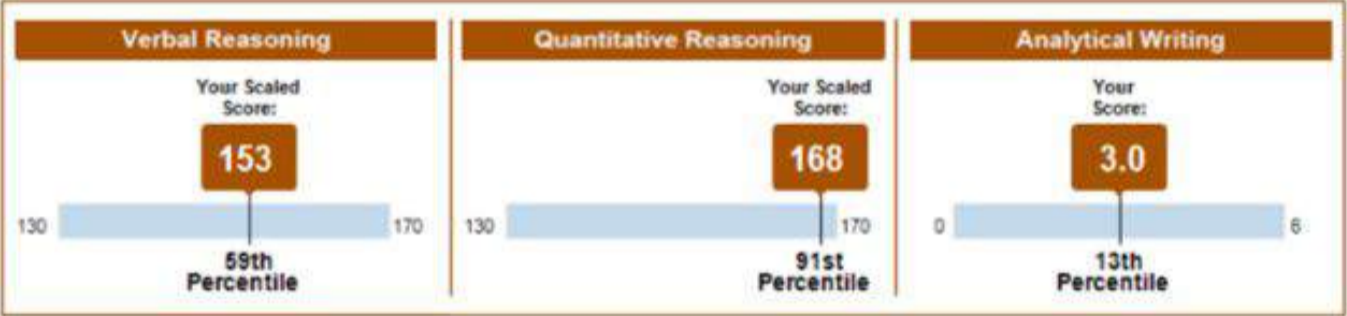 Verbal Reasoning
Your Scaled
Score:
153
130
170
59th
Percentile
Quantitative Reasoning
Your Scaled
Score:
168
130
170
91st
Percentile
Analytical Writing
Your
Score:
3.0
0
6
13th
Percentile